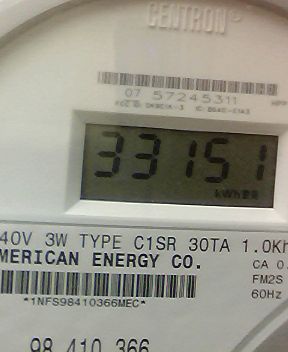 CENTRON®
07 57245311
33151
kWh
40V 3W TYPE C1SR 30TA 1.0Kh
MERICAN ENERGY CO.
CA 0.
FM2S
*1NFS98410366MEC*
60Hz
98 410 366